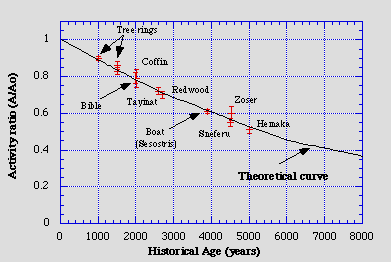 Tree rings
Coffin
Bible
Tayinat
Redwood
Zoser
Boat
(Sesostris)
Sneferu
Hemaka
Theoretical curve
1
0.8
0.6
0.4
0.2
0
0
1000
2000
3000
4000
5000
6000
7000
8000
Activity ratio (A/Ao)
Historical Age (years)